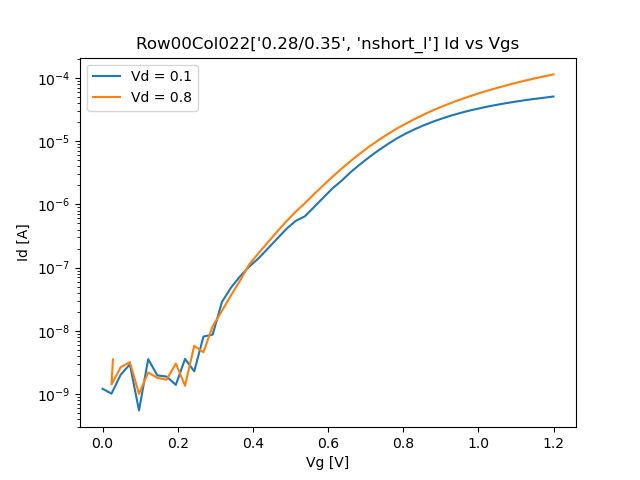 Row00Col022['0.28/0.35', 'nshort_l'] Id vs Vgs
Vd = 0.1
Vd = 0.8
10⁻⁴
10⁻⁵
10⁻⁶
10⁻⁷
10⁻⁸
10⁻⁹
Id [A]
0.0 0.2 0.4 0.6 0.8 1.0 1.2
Vg [V]